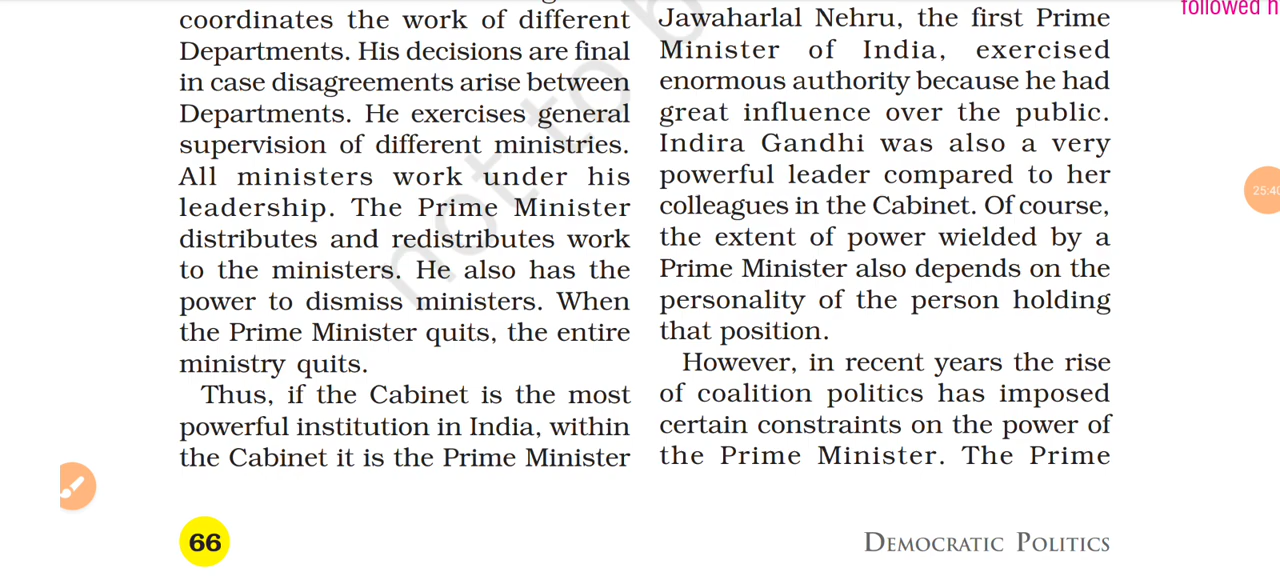 coordinates the work of different
Departments. His decisions are final
in case disagreements arise between
Departments. He exercises general
supervision of different ministries.
All ministers work under his
leadership. The Prime Minister
distributes and redistributes work
to the ministers. He also has the
power to dismiss ministers. When
the Prime Minister quits, the entire
ministry quits.
Thus, if the Cabinet is the most
powerful institution in India, within
the Cabinet it is the Prime Minister
Jawaharlal Nehru, the first Prime
Minister of India, exercised
enormous authority because he had
great influence over the public.
Indira Gandhi was also a very
powerful leader compared to her
colleagues in the Cabinet. Of course,
the extent of power wielded by a
Prime Minister also depends on the
personality of the person holding
that position.
However, in recent years the rise
of coalition politics has imposed
certain constraints on the power of
the Prime Minister. The Prime
followed
not to b
25:40
66
DEMOCRATIC POLITICS